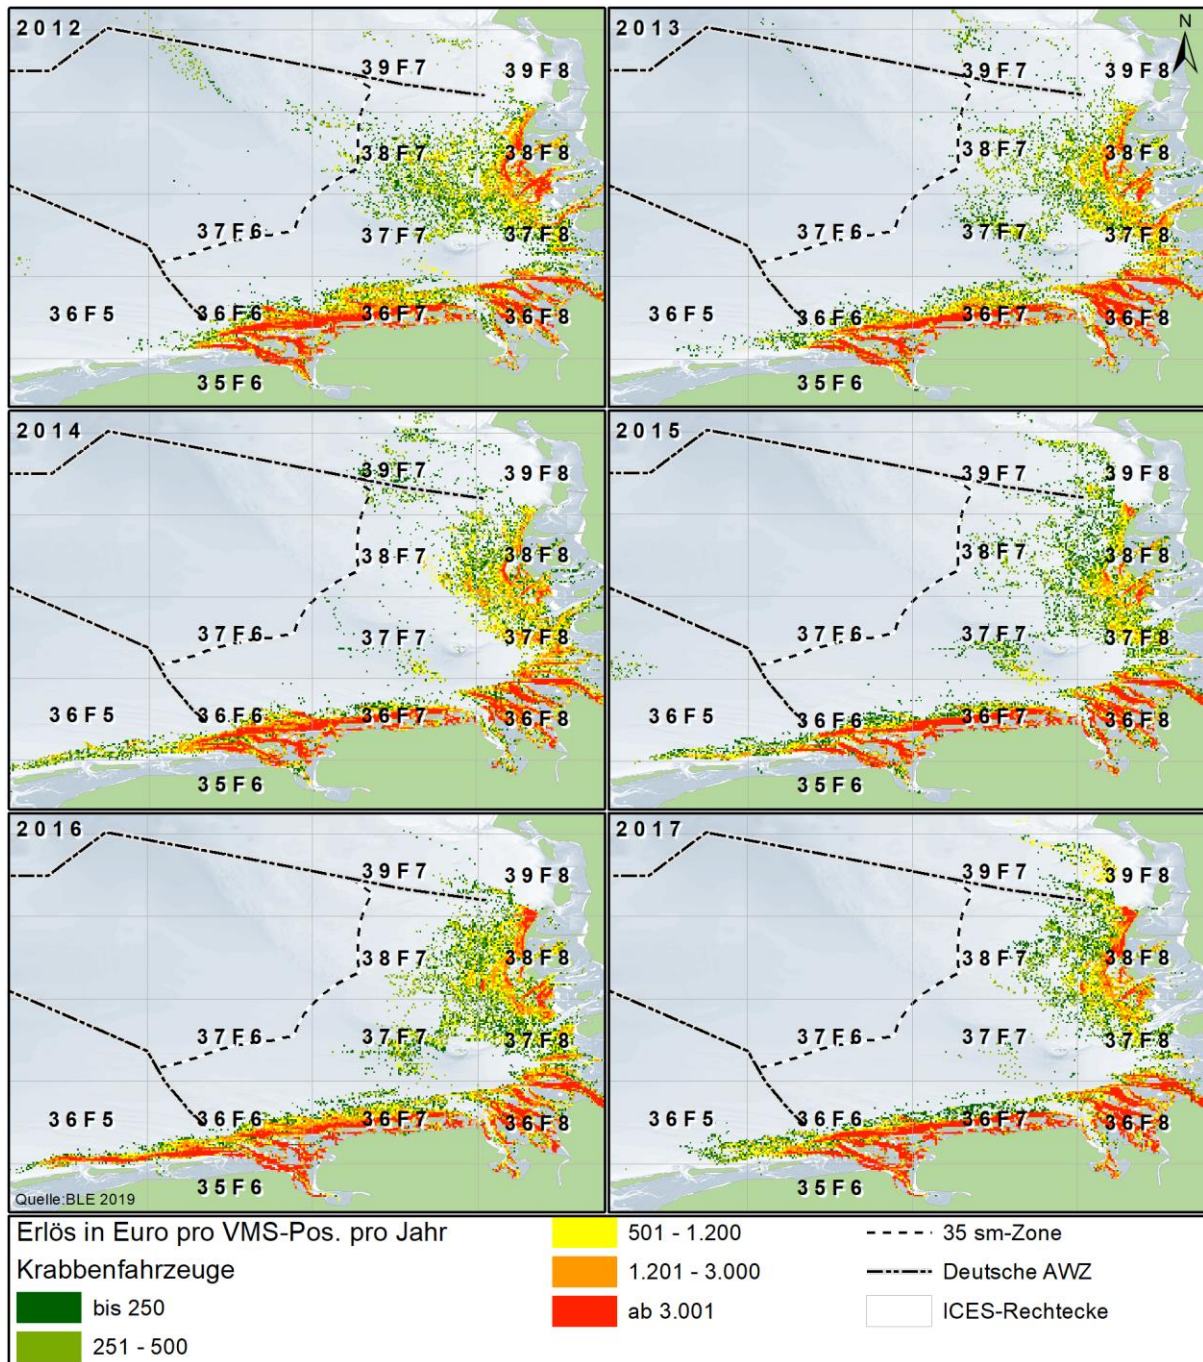 2012
39F7
39F8
38F7
38F8
37F6
37F7
37F8
36F5
36F6
36F7
36F8
35F6
2013
N
39F7
39F8
38F7
38F8
37F6
37F7
37F8
36F5
36F6
36F7
36F8
35F6
2014
39F7
39F8
38F7
38F8
37F6
37F7
37F8
36F5
36F6
36F7
36F8
35F6
2015
39F7
39F8
38F7
38F8
37F6
37F7
37F8
36F5
36F6
36F7
36F8
35F6
2016
39F7
39F8
38F7
38F8
37F6
37F7
37F8
36F5
36F6
36F7
36F8
35F6
Quelle:BLE 2019
2017
39F7
39F8
38F7
38F8
37F6
37F7
37F8
36F5
36F6
36F7
36F8
35F6
Erlös in Euro pro VMS-Pos. pro Jahr
Krabbenfahrzeuge
bis 250
251 - 500
501 - 1.200
1.201 - 3.000
ab 3.001
35 sm-Zone
Deutsche AWZ
ICES-Rechtecke